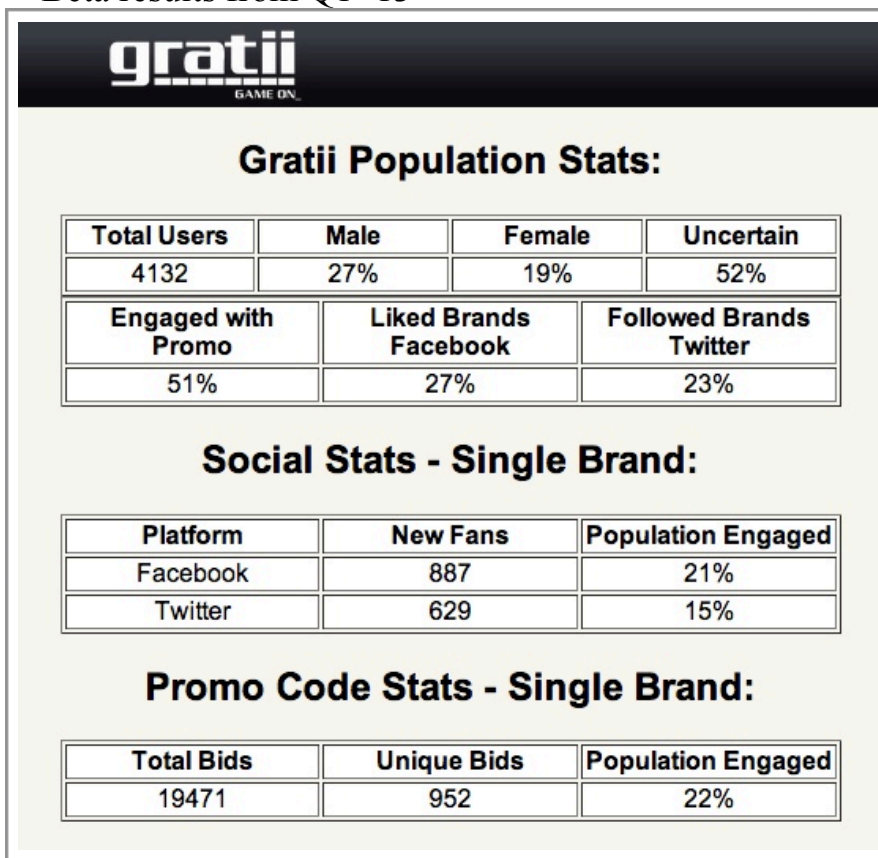 gratii
GAME ON_
Gratii Population Stats:
Total Users Male Female Uncertain
4132 27% 19% 52%
Engaged with Promo Liked Brands Facebook Followed Brands Twitter
51% 27% 23%
Social Stats - Single Brand:
Platform New Fans Population Engaged
Facebook 887 21%
Twitter 629 15%
Promo Code Stats - Single Brand:
Total Bids Unique Bids Population Engaged
19471 952 22%